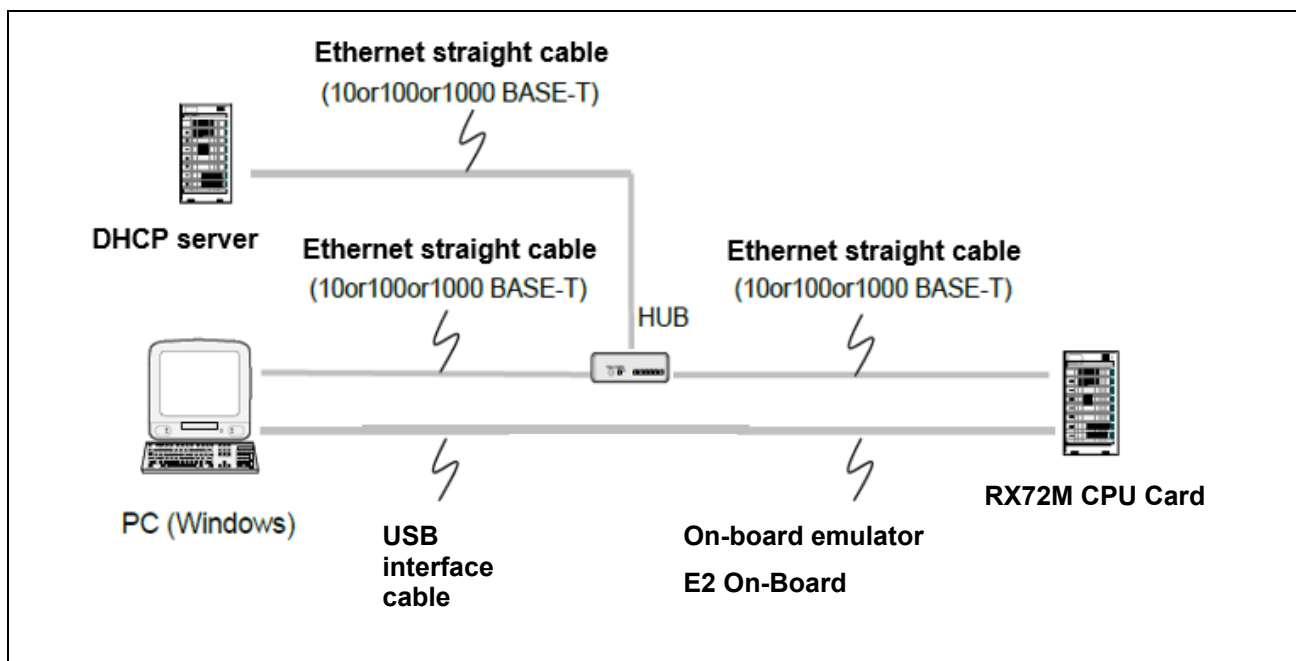 Ethernet straight cable
(10or100or1000 BASE-T)
DHCP server
Ethernet straight cable
(10or100or1000 BASE-T)
HUB
Ethernet straight cable
(10or100or1000 BASE-T)
PC (Windows)
RX72M CPU Card
USB
interface
cable
On-board emulator
E2 On-Board